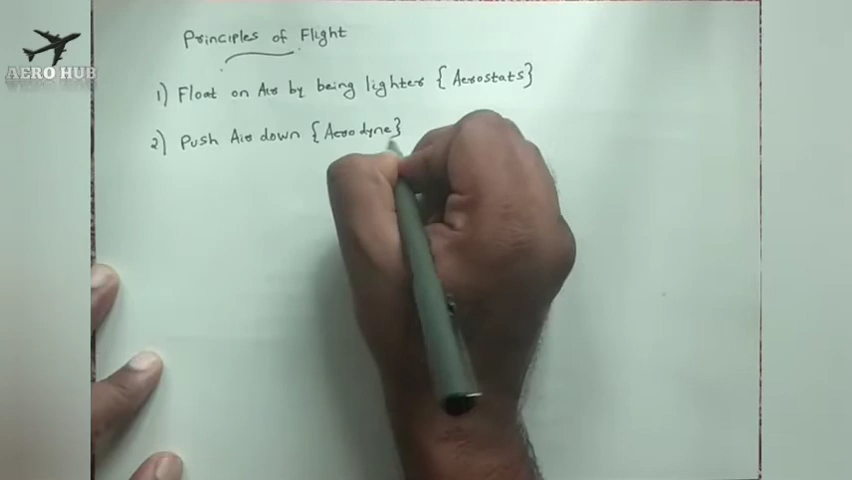 AERO HUB
Principles of Flight
1) Float on Air by being lighter { Aerostats}
2) Push Air down {Aerodyne}